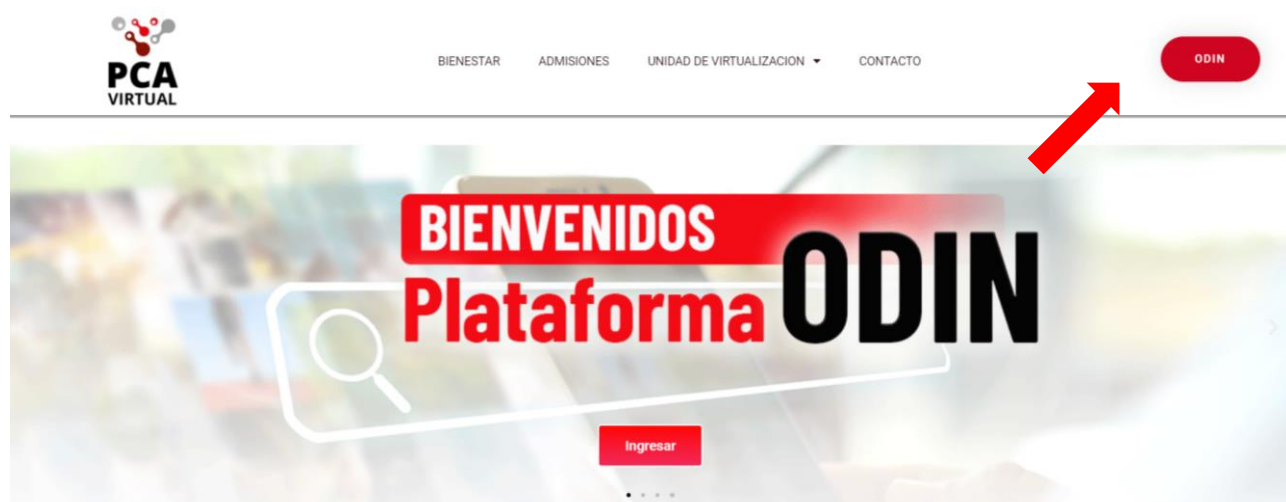 PCA
VIRTUAL
BIENESTAR ADMISIONES UNIDAD DE VIRTUALIZACION CONTACTO
ODIN
BIENVENIDOS
Plataforma ODIN
Ingresar